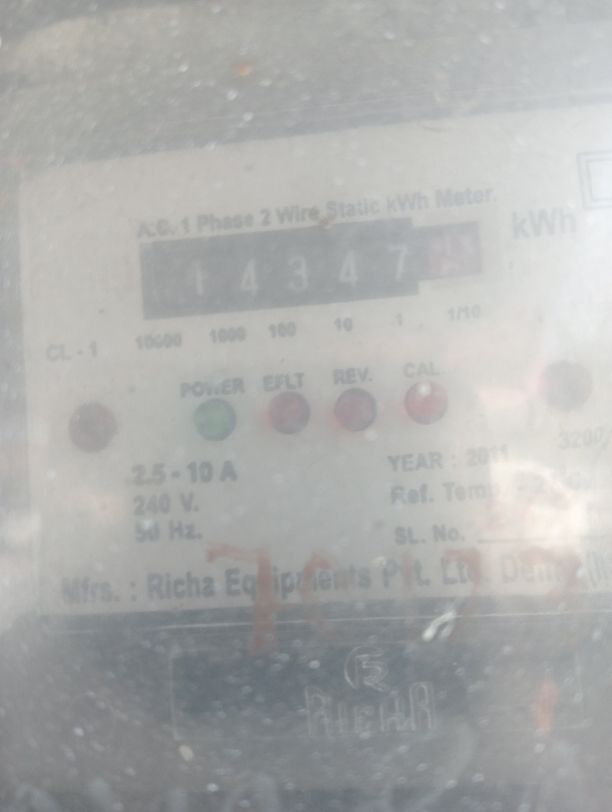 A.C. 1 Phase 2 Wire Static kWh Meter.
kWh
1 4 3 4 7
CL - 1 10000 1000 100 10 1 1/10
POWER EFLT REV. CAL.
3200
2.5 - 10 A YEAR : 2011
240 V. Ref. Temp.
50 Hz. SL. No.
Mfrs. : Richa Equipments Pvt. Ltd.
RICHA